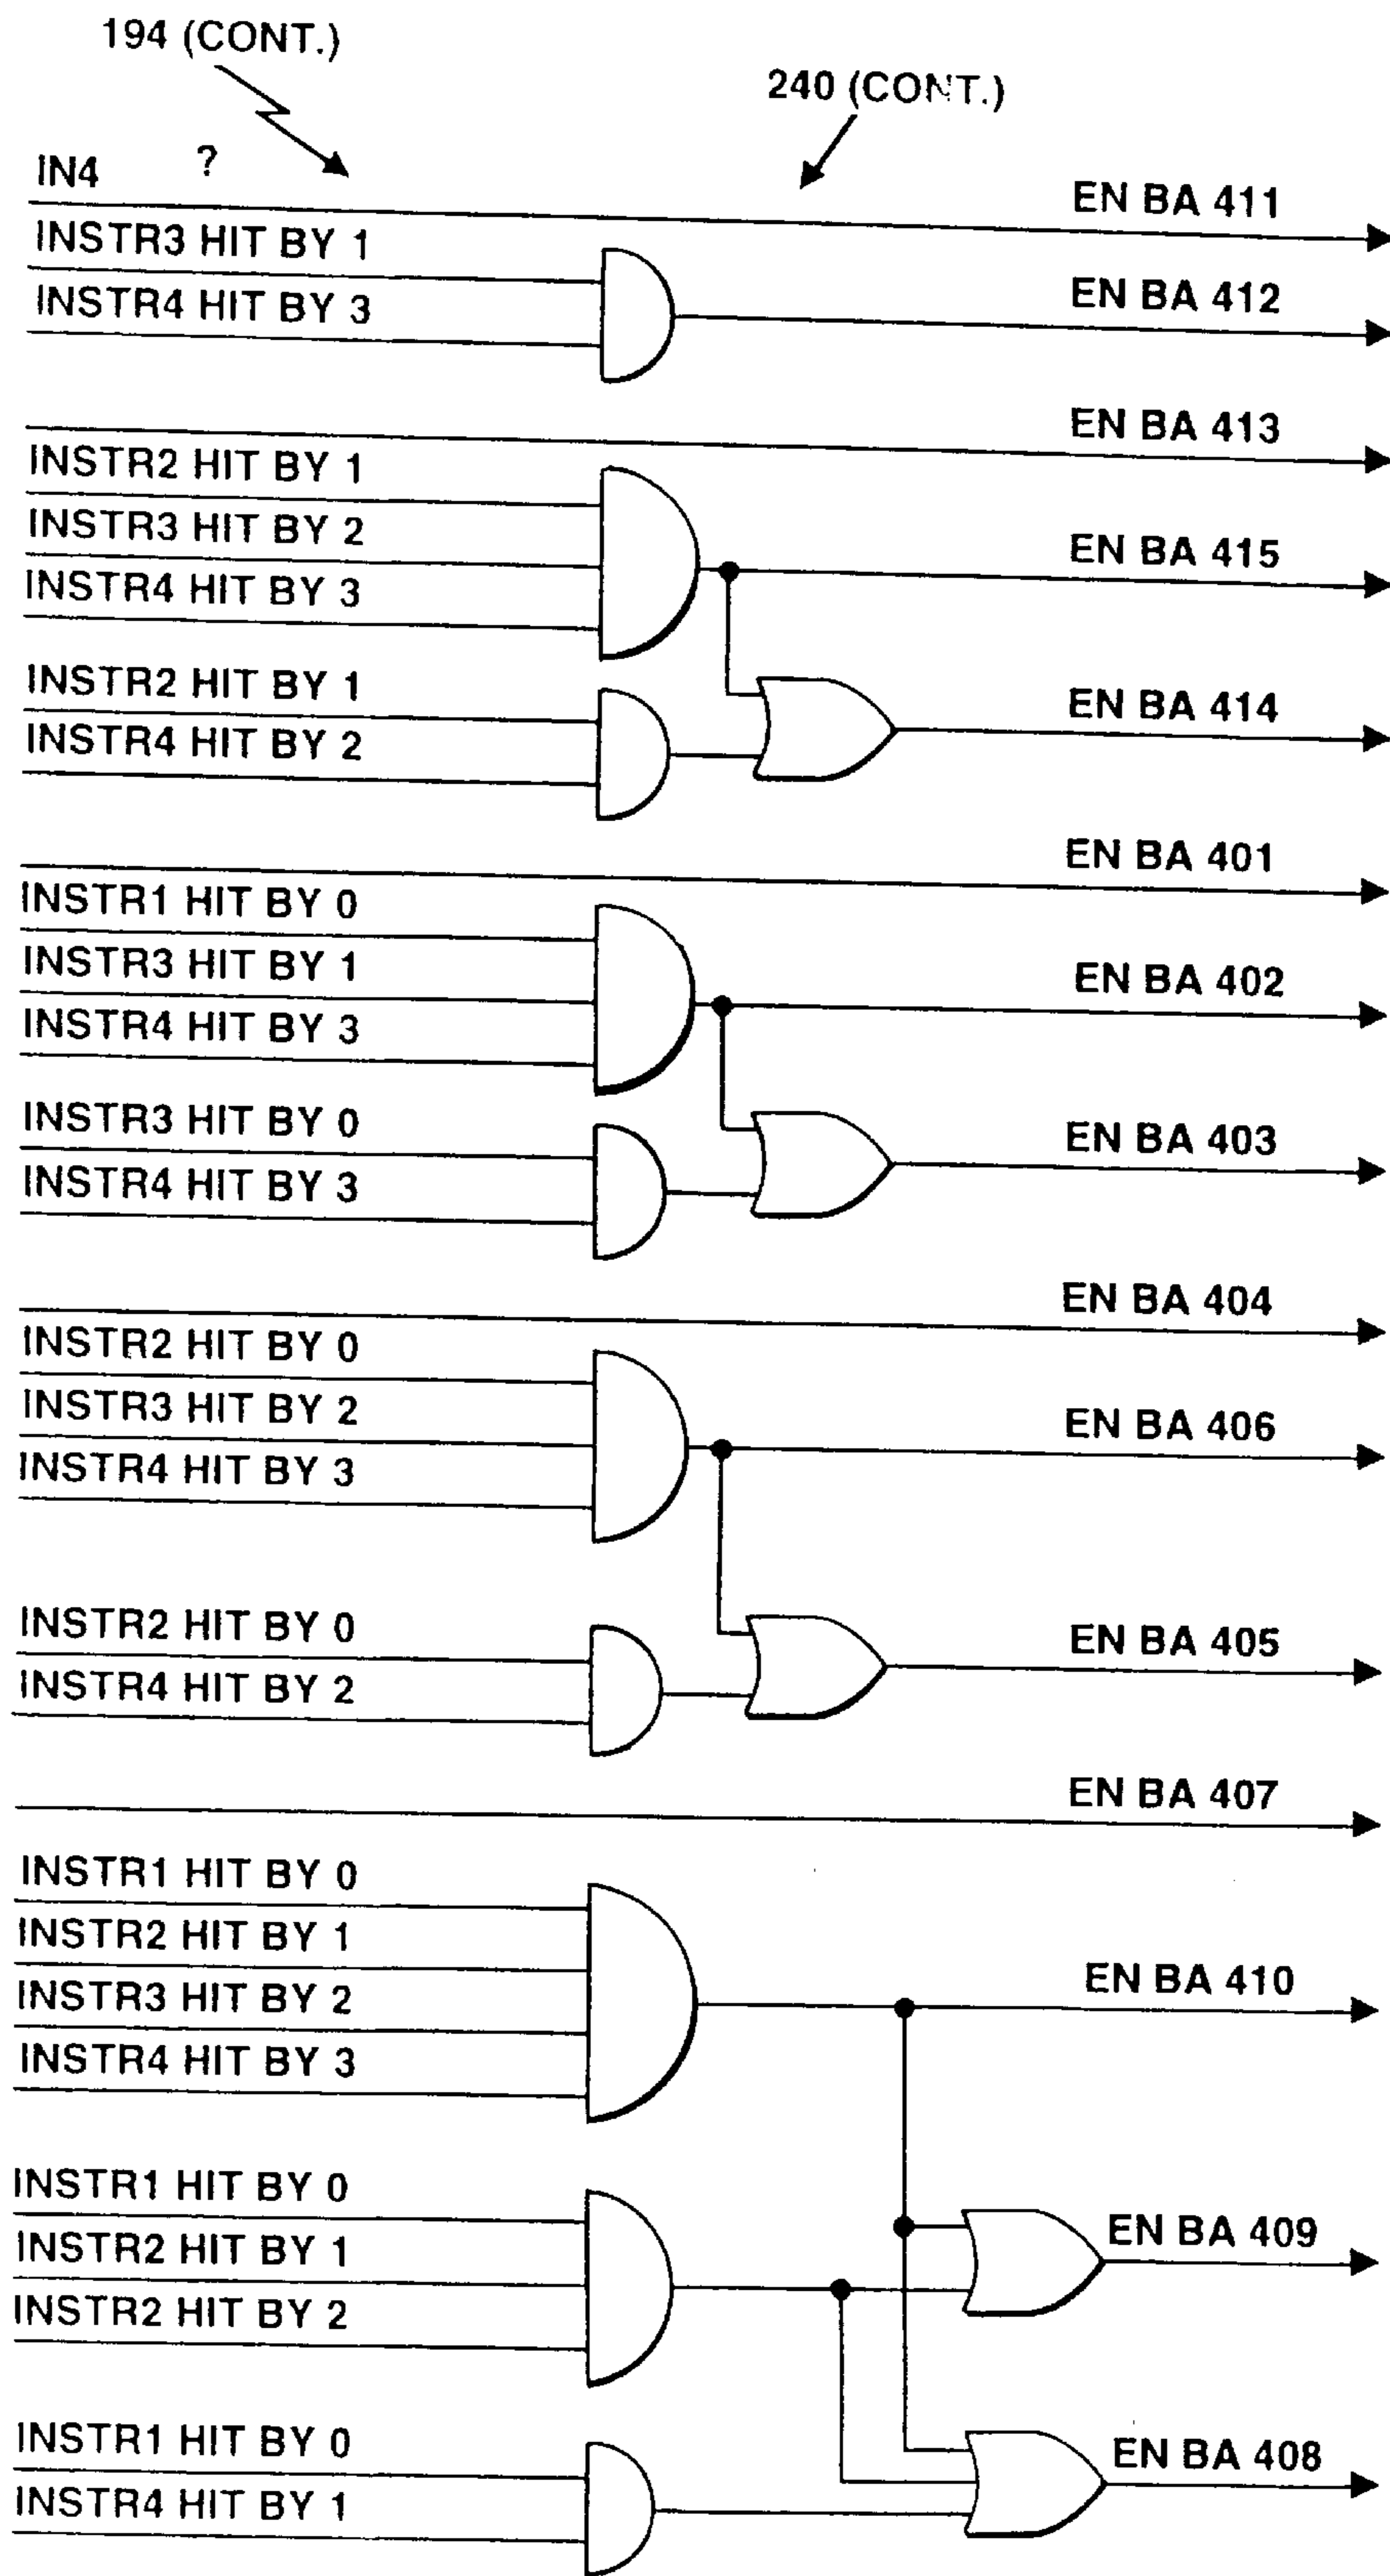 194 (CONT.)
240 (CONT.)
IN4 ?
EN BA 411
INSTR3 HIT BY 1
EN BA 412
INSTR4 HIT BY 3
EN BA 413
INSTR2 HIT BY 1
INSTR3 HIT BY 2
EN BA 415
INSTR4 HIT BY 3
INSTR2 HIT BY 1
EN BA 414
INSTR4 HIT BY 2
EN BA 401
INSTR1 HIT BY 0
INSTR3 HIT BY 1
EN BA 402
INSTR4 HIT BY 3
INSTR3 HIT BY 0
EN BA 403
INSTR4 HIT BY 3
EN BA 404
INSTR2 HIT BY 0
INSTR3 HIT BY 2
EN BA 406
INSTR4 HIT BY 3
INSTR2 HIT BY 0
EN BA 405
INSTR4 HIT BY 2
EN BA 407
INSTR1 HIT BY 0
INSTR2 HIT BY 1
EN BA 410
INSTR3 HIT BY 2
INSTR4 HIT BY 3
INSTR1 HIT BY 0
INSTR2 HIT BY 1
EN BA 409
INSTR2 HIT BY 2
INSTR1 HIT BY 0
EN BA 408
INSTR4 HIT BY 1